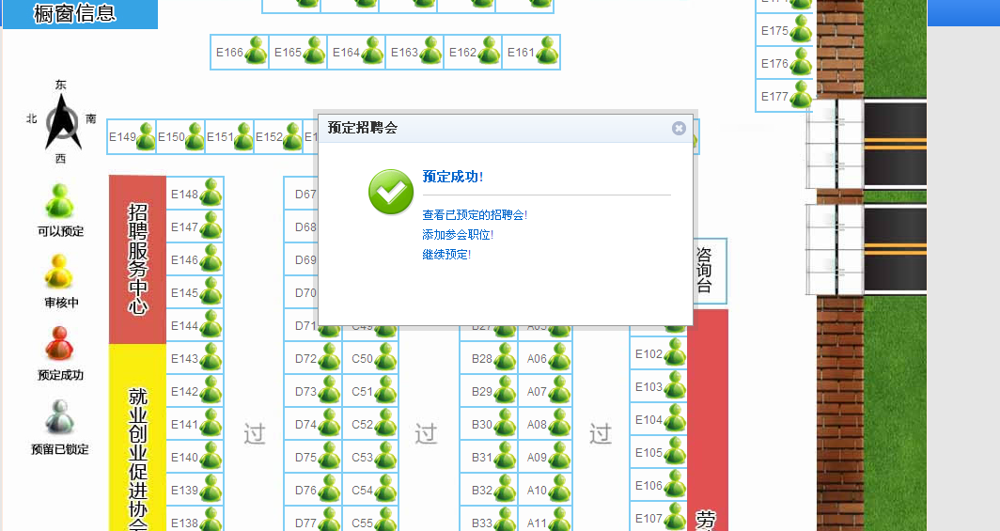 橱窗信息
E175
E176
E177
E166 E165 E164 E163 E162 E161
东
北 南
西
E149 E150 E151 E152
预定招聘会
预定成功!
查看已预定的招聘会!
添加参会职位!
继续预定!
可以预定
审核中
预定成功
预留已锁定
招聘服务中心
就业创业促进协会
咨询台
E148 D67
E147 D68
E146 D69
E145 D70
E144 D71 C49 B27 A05
E143 D72 C50 B28 A06 E102
E142 D73 C51 B29 A07 E103
E141 D74 C52 B30 A08 E104
E140 D75 C53 B31 A09 E105
E139 D76 C54 B32 A10 E106
E138 D77 C55 B33 A11 E107
过 过 过
劳